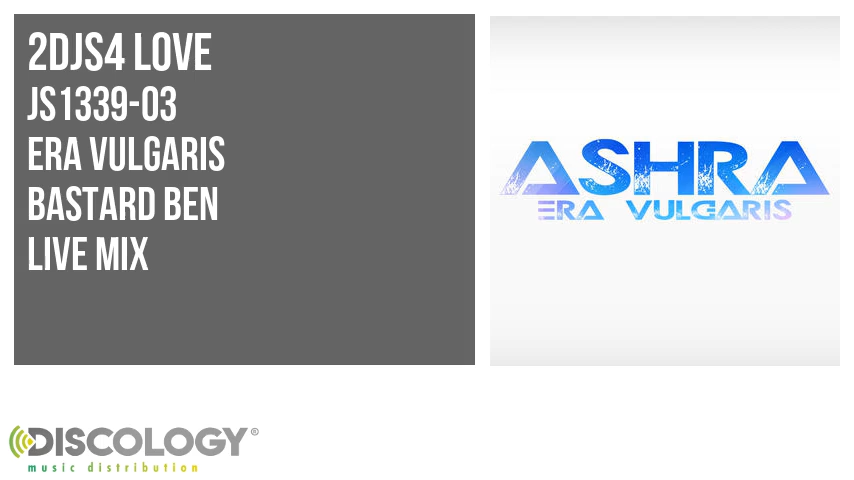 2DJS4 LOVE
JS1339-03
ERA VULGARIS
BASTARD BEN
LIVE MIX
ASHRA
ERA VULGARIS
DISCOLOGY®
music distribution